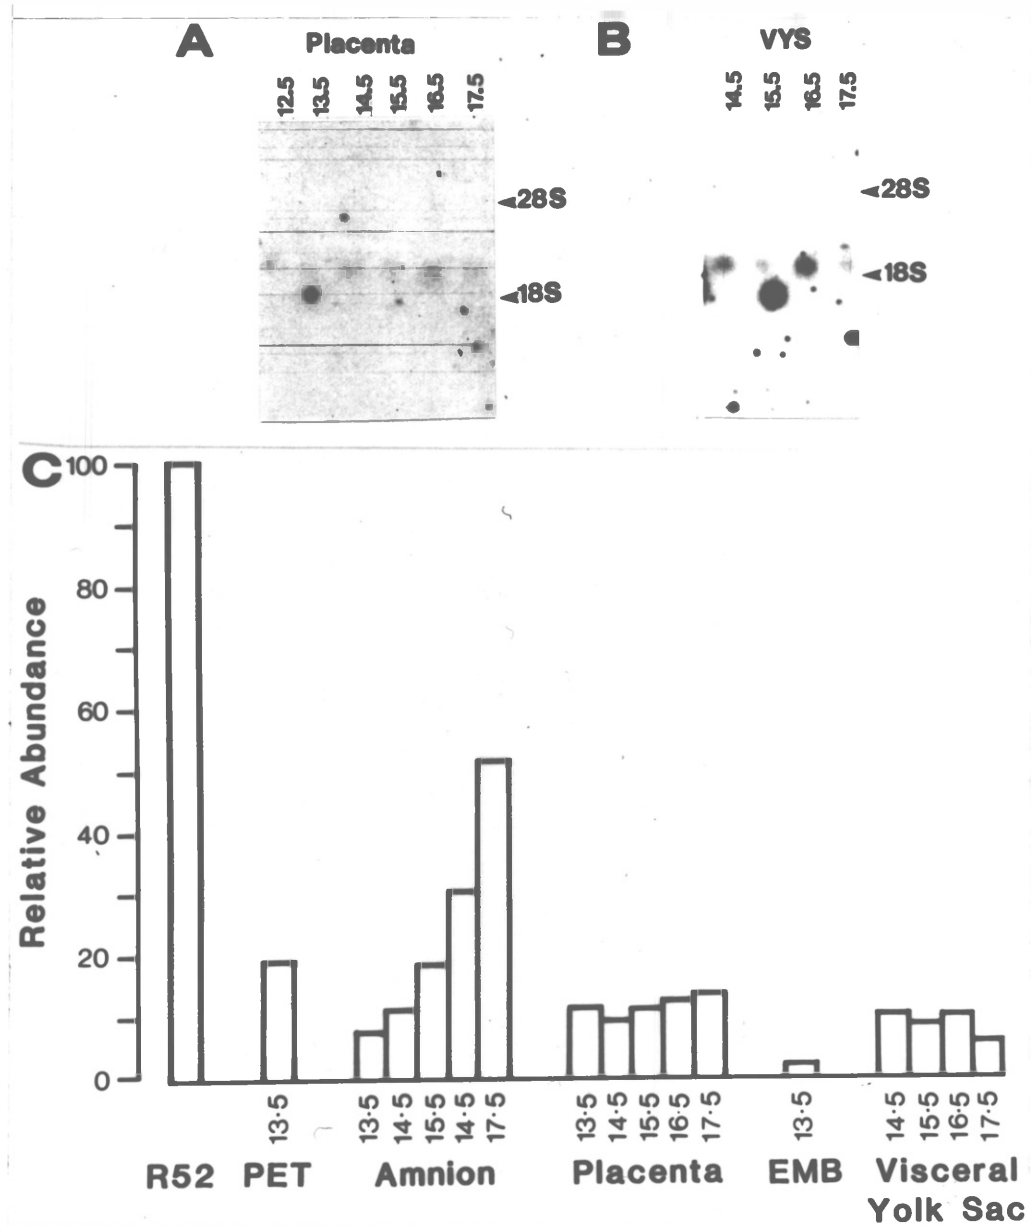 A Placenta
12.5 13.5 14.5 15.5 16.5 17.5
28S
18S
B VYS
14.5 15.5 16.5 17.5
28S
18S
C
Relative Abundance
100
80
60
40
20
0
13·5 13·5 14·5 15·5 14·5 17·5 13·5 14·5 15·5 16·5 17·5 13·5 14·5 15·5 16·5 17·5
R52 PET Amnion Placenta EMB Visceral
Yolk Sac